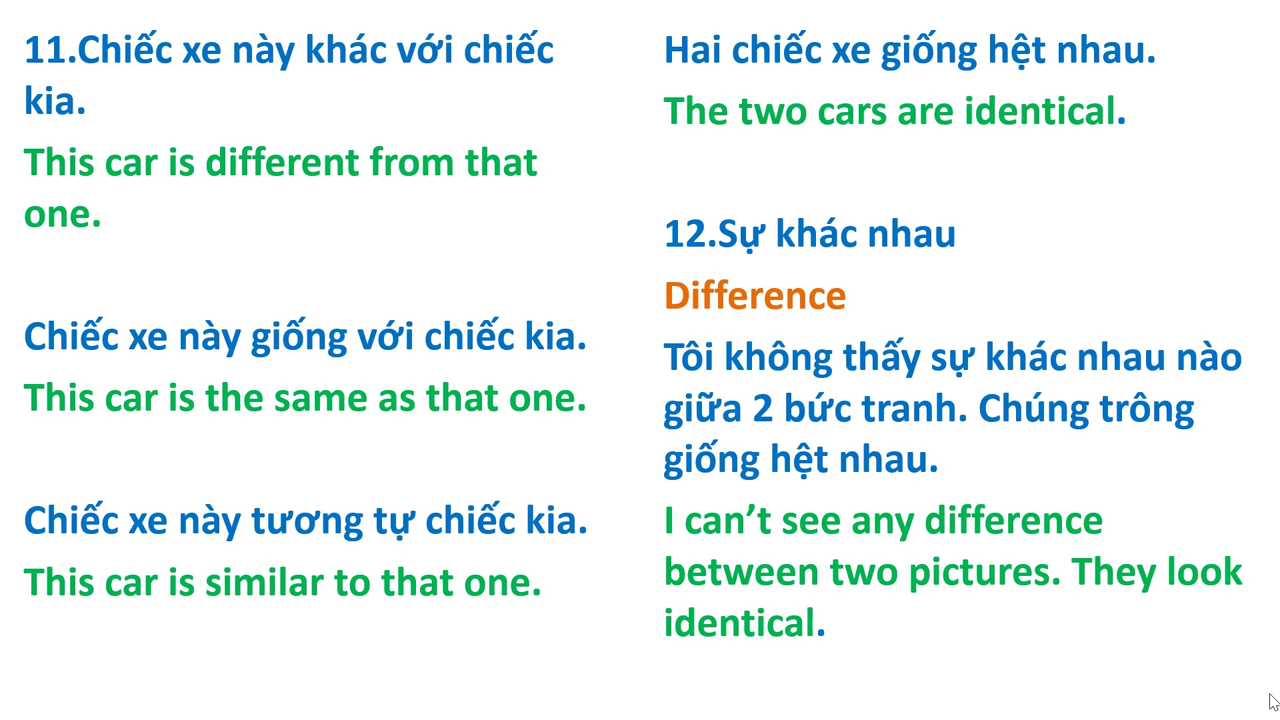 11.Chiếc xe này khác với chiếc
kia.
This car is different from that
one.
Chiếc xe này giống với chiếc kia.
This car is the same as that one.
Chiếc xe này tương tự chiếc kia.
This car is similar to that one.
Hai chiếc xe giống hệt nhau.
The two cars are identical.
12.Sự khác nhau
Difference
Tôi không thấy sự khác nhau nào
giữa 2 bức tranh. Chúng trông
giống hệt nhau.
I can’t see any difference
between two pictures. They look
identical.